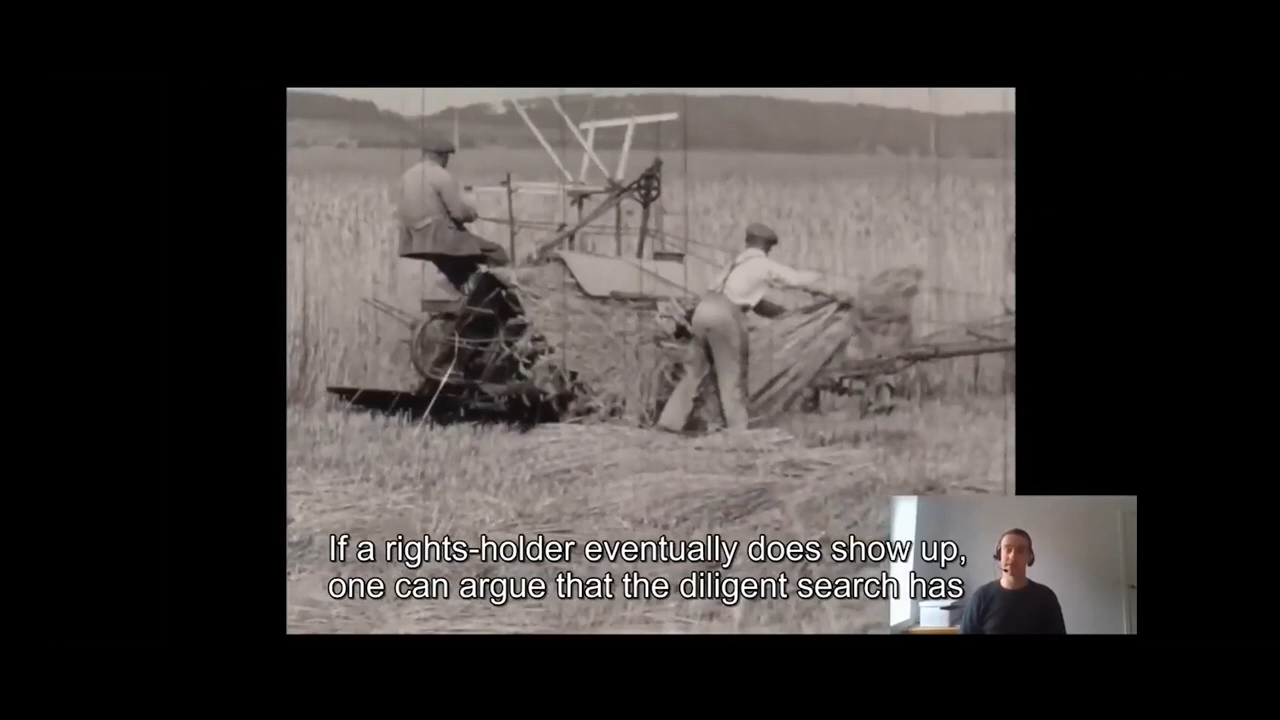 If a rights-holder eventually does show up,
one can argue that the diligent search has